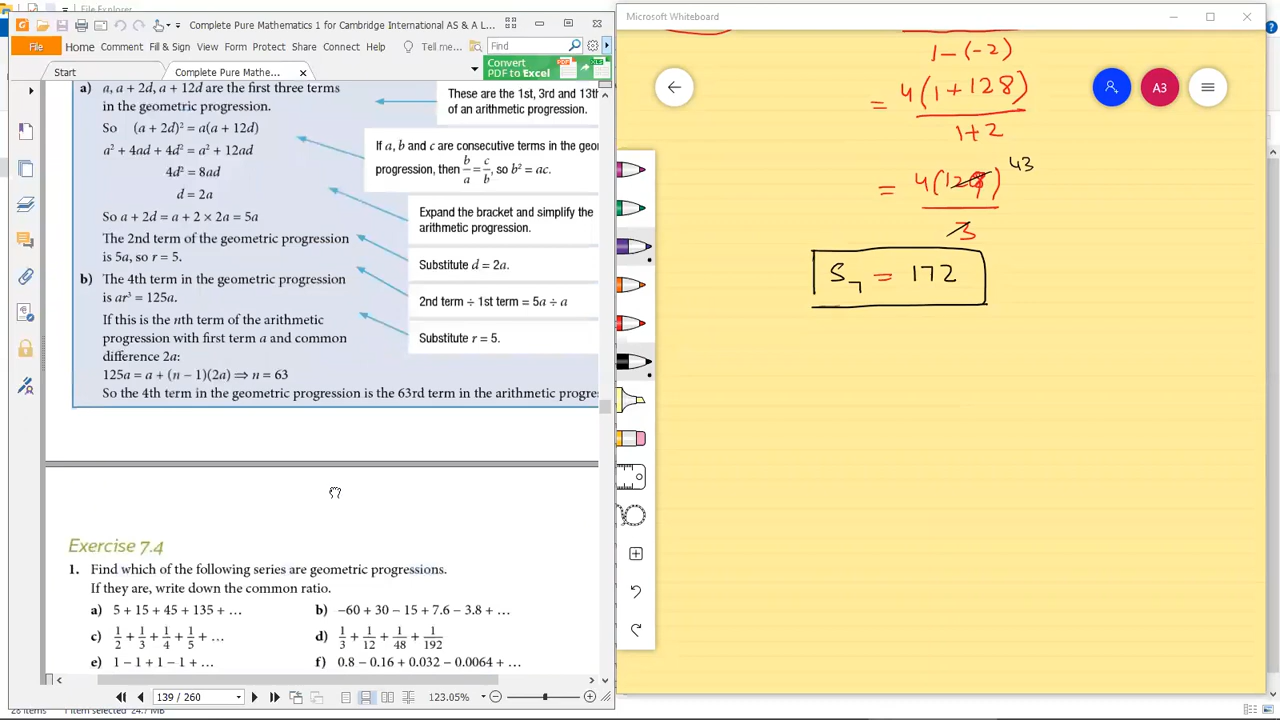 File Explorer
Complete Pure Mathematics 1 for Cambridge Internationa & AL L...
Microsoft Whiteboard
File Home Comment Fill & Sign View Form Protect Share Connect Help Tell me... Find
Start Complete Pure Mathe... Convert
PDF to Excel
a) a, a + 2d, a + 12d are the first three terms
in the geometric progression.
So (a + 2d)² = a(a + 12d)
a² + 4ad + 4d² = a² + 12ad
4d² = 8ad
d = 2a
So a + 2d = a + 2 × 2a = 5a
The 2nd term of the geometric progression
is 5a, so r = 5.
b) The 4th term in the geometric progression
is ar³ = 125a.
If this is the nth term of the arithmetic
progression with first term a and common
difference 2a:
125a = a + (n − 1)(2a) ⟹ n = 63
So the 4th term in the geometric progression is the 63rd term in the arithmetic progre
These are the 1st, 3rd and 13th
of an arithmetic progression.
If a, b and c are consecutive terms in the geo
progression, then b/a = c/b, so b² = ac.
Expand the bracket and simplify the
arithmetic progression.
Substitute d = 2a.
2nd term ÷ 1st term = 5a ÷ a
Substitute r = 5.
Exercise 7.4
1. Find which of the following series are geometric progressions.
If they are, write down the common ratio.
a) 5 + 15 + 45 + 135 + … b) −60 + 30 − 15 + 7.6 − 3.8 + …
c) 1/2 + 1/3 + 1/4 + 1/5 + … d) 1/3 + 1/12 + 1/48 + 1/192
e) 1 − 1 + 1 − 1 + … f) 0.8 − 0.16 + 0.032 − 0.0064 + …
139 / 260 123.05%
A3
1-(-2)
= 4(1+128)
1+2
= 4(129) 43
3
S7 = 172